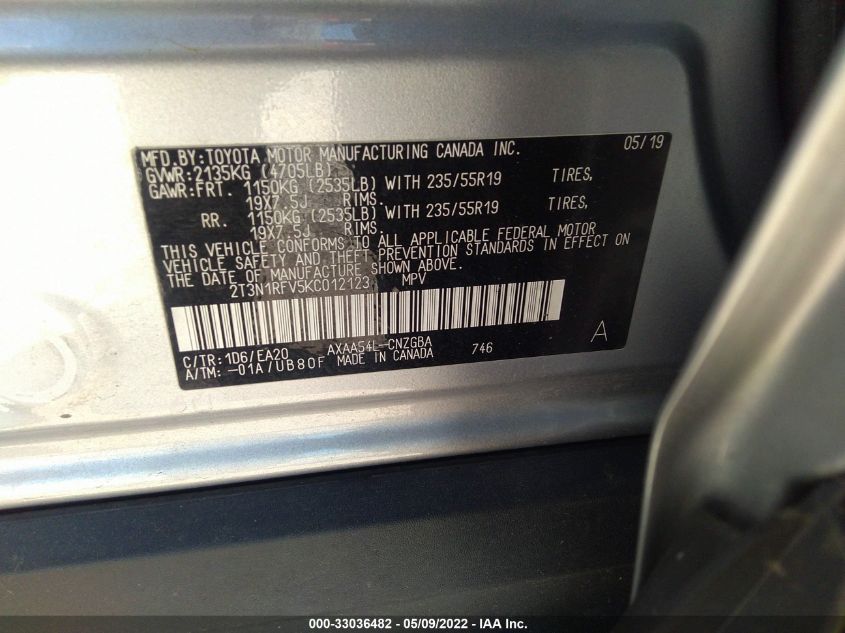 MFD.BY:TOYOTA MOTOR MANUFACTURING CANADA INC. 05/19
GVWR:2135KG (4705LB)
GAWR:FRT. 1150KG (2535LB) WITH 235/55R19 TIRES,
19X7.5J RIMS.
RR. 1150KG (2535LB) WITH 235/55R19 TIRES,
19X7.5J RIMS.
THIS VEHICLE CONFORMS TO ALL APPLICABLE FEDERAL MOTOR
VEHICLE SAFETY AND THEFT PREVENTION STANDARDS IN EFFECT ON
THE DATE OF MANUFACTURE SHOWN ABOVE.
2T3N1RFV5KC012123 MPV
C/TR:1D6/EA20 AXAA54L-CNZGBA 746 A
A/TM:-01A/UB80F MADE IN CANADA
000-33036482 - 05/09/2022 - IAA Inc.